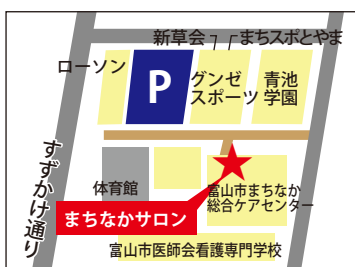 新草会
まちスポとやま
ローソン
P
グンゼ
スポーツ
青池
学園
すずかけ通り
体育館
富山市まちなか
総合ケアセンター
まちなかサロン
富山市医師会看護専門学校